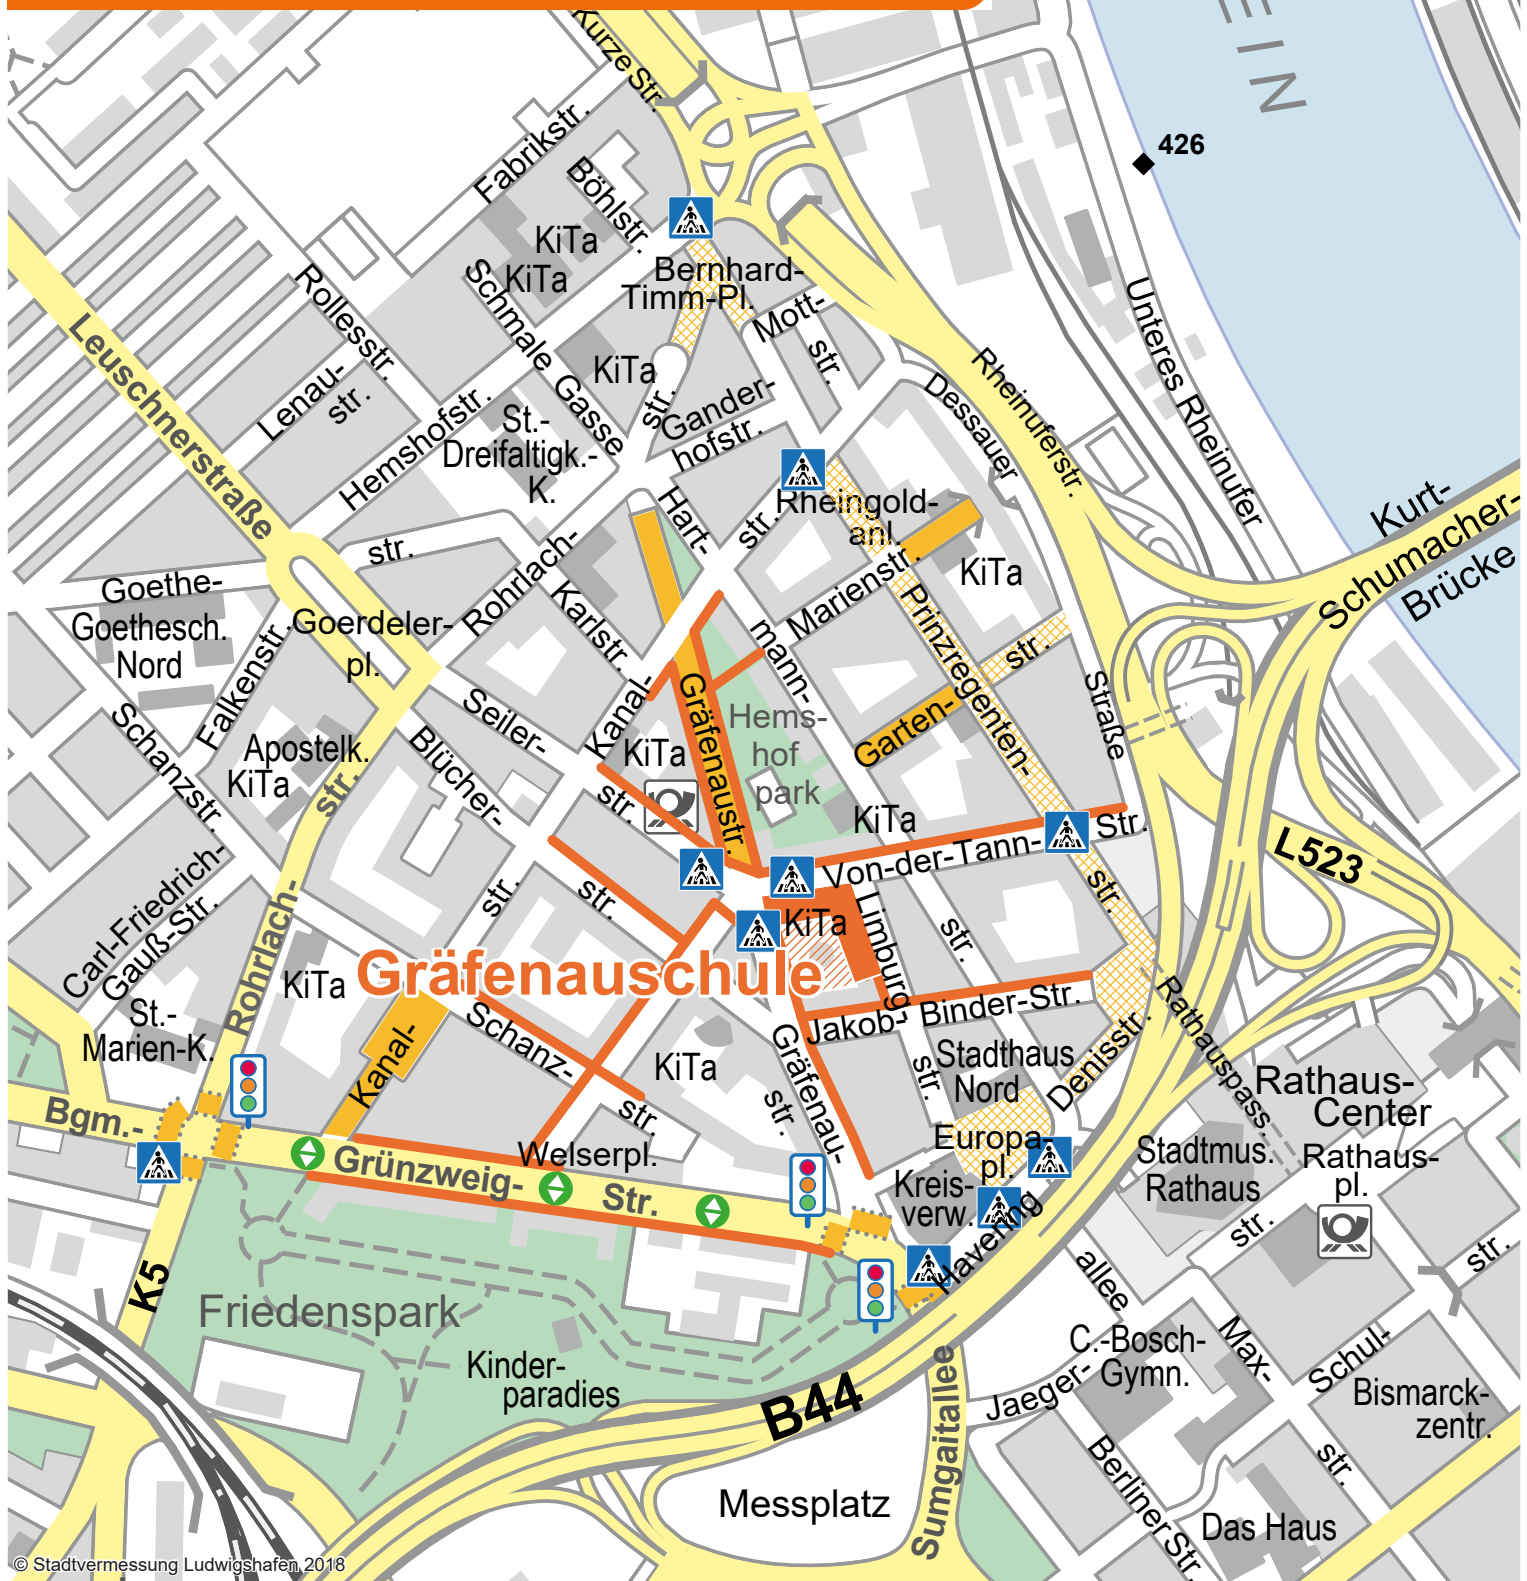 Kurze Str.
EIN
426
Fabrikstr.
Böhlstr.
KiTa
KiTa
Bernhard-
Timm-Pl.
Mott-
str.
Rollesstr.
Schmale Gasse
KiTa
str.
Unteres Rheinufer
Rheinuferstr.
Leuschnerstraße
Lenau-
str.
Hemshofstr.
St.-
Dreifaltigk.-
K.
Gander-
hofstr.
Dessauer
Straße
Kurt-
Schumacher-
Brücke
Hart-
mann-
str.
str.
Rheingold-
anl.
Marienstr.
KiTa
Goethe-
str.
Goethesch.
Nord
Rohrlach-
str.
Karlstr.
Goerdeler-
pl.
Falkenstr.
Prinzregenten-
str.
Garten-
str.
Kanal-
str.
Gräfenaustr.
Hems-
hof
park
Seiler-
str.
KiTa
Schanzstr.
Apostelk.
KiTa
Blücher-
str.
KiTa
Von-der-Tann-
Str.
L523
Carl-Friedrich-
Gauß-Str.
Rohrlach-
KiTa
Limburg-
str.
KiTa
Gräfenauschule
St.-
Marien-K.
Jakob-
Binder-Str.
Rathauspass.
Kanal-
Schanz-
str.
KiTa
Gräfenau-
str.
Stadthaus
Nord
Denisstr.
Rathaus-
Center
Bgm.-
Grünzweig-
Str.
Welserpl.
Europa-
pl.
Kreis-
verw.
Stadtmus.
Rathaus
Rathaus-
pl.
Havering
allee
str.
str.
K5
Friedenspark
Kinder-
paradies
B44
Sumgaitallee
C.-Bosch-
Gymn.
Jaeger-
Max-
str.
Schul-
Bismarck-
zentr.
Messplatz
Berliner Str.
Das Haus
© Stadtvermessung Ludwigshafen 2018